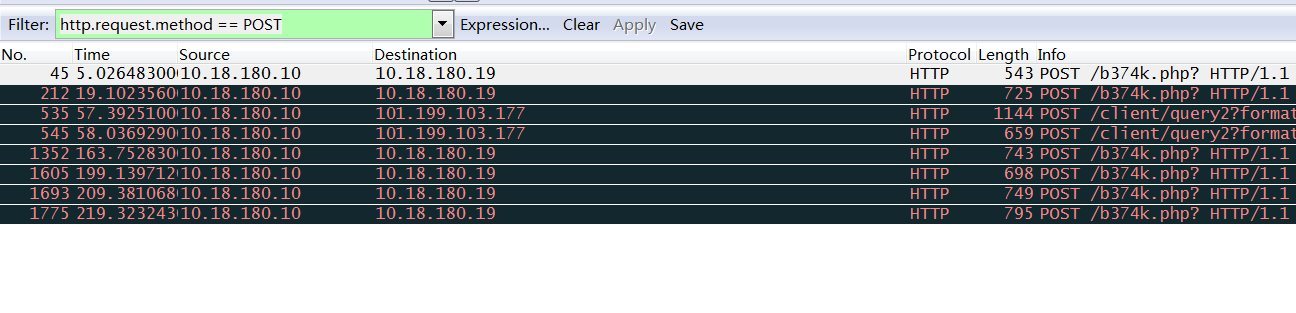 Filter: http.request.method == POST Expression... Clear Apply Save
No. Time Source Destination Protocol Length Info
45 5.02648300 10.18.180.10 10.18.180.19 HTTP 543 POST /b374k.php? HTTP/1.1
212 19.1023560 10.18.180.10 10.18.180.19 HTTP 725 POST /b374k.php? HTTP/1.1
535 57.3925100 10.18.180.10 101.199.103.177 HTTP 1144 POST /client/query2?format
545 58.0369290 10.18.180.10 101.199.103.177 HTTP 659 POST /client/query2?format
1352 163.752830 10.18.180.10 10.18.180.19 HTTP 743 POST /b374k.php? HTTP/1.1
1605 199.139712 10.18.180.10 10.18.180.19 HTTP 698 POST /b374k.php? HTTP/1.1
1693 209.381068 10.18.180.10 10.18.180.19 HTTP 749 POST /b374k.php? HTTP/1.1
1775 219.323243 10.18.180.10 10.18.180.19 HTTP 795 POST /b374k.php? HTTP/1.1